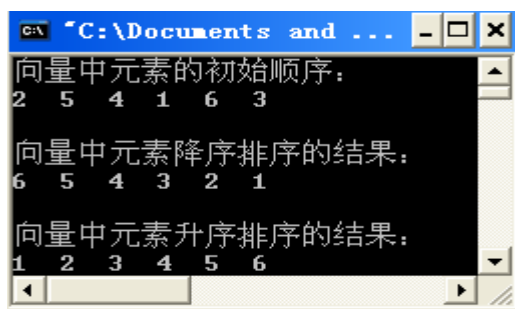 "C:\Documents and ...
向量中元素的初始顺序:
2 5 4 1 6 3
向量中元素降序排序的结果:
6 5 4 3 2 1
向量中元素升序排序的结果:
1 2 3 4 5 6